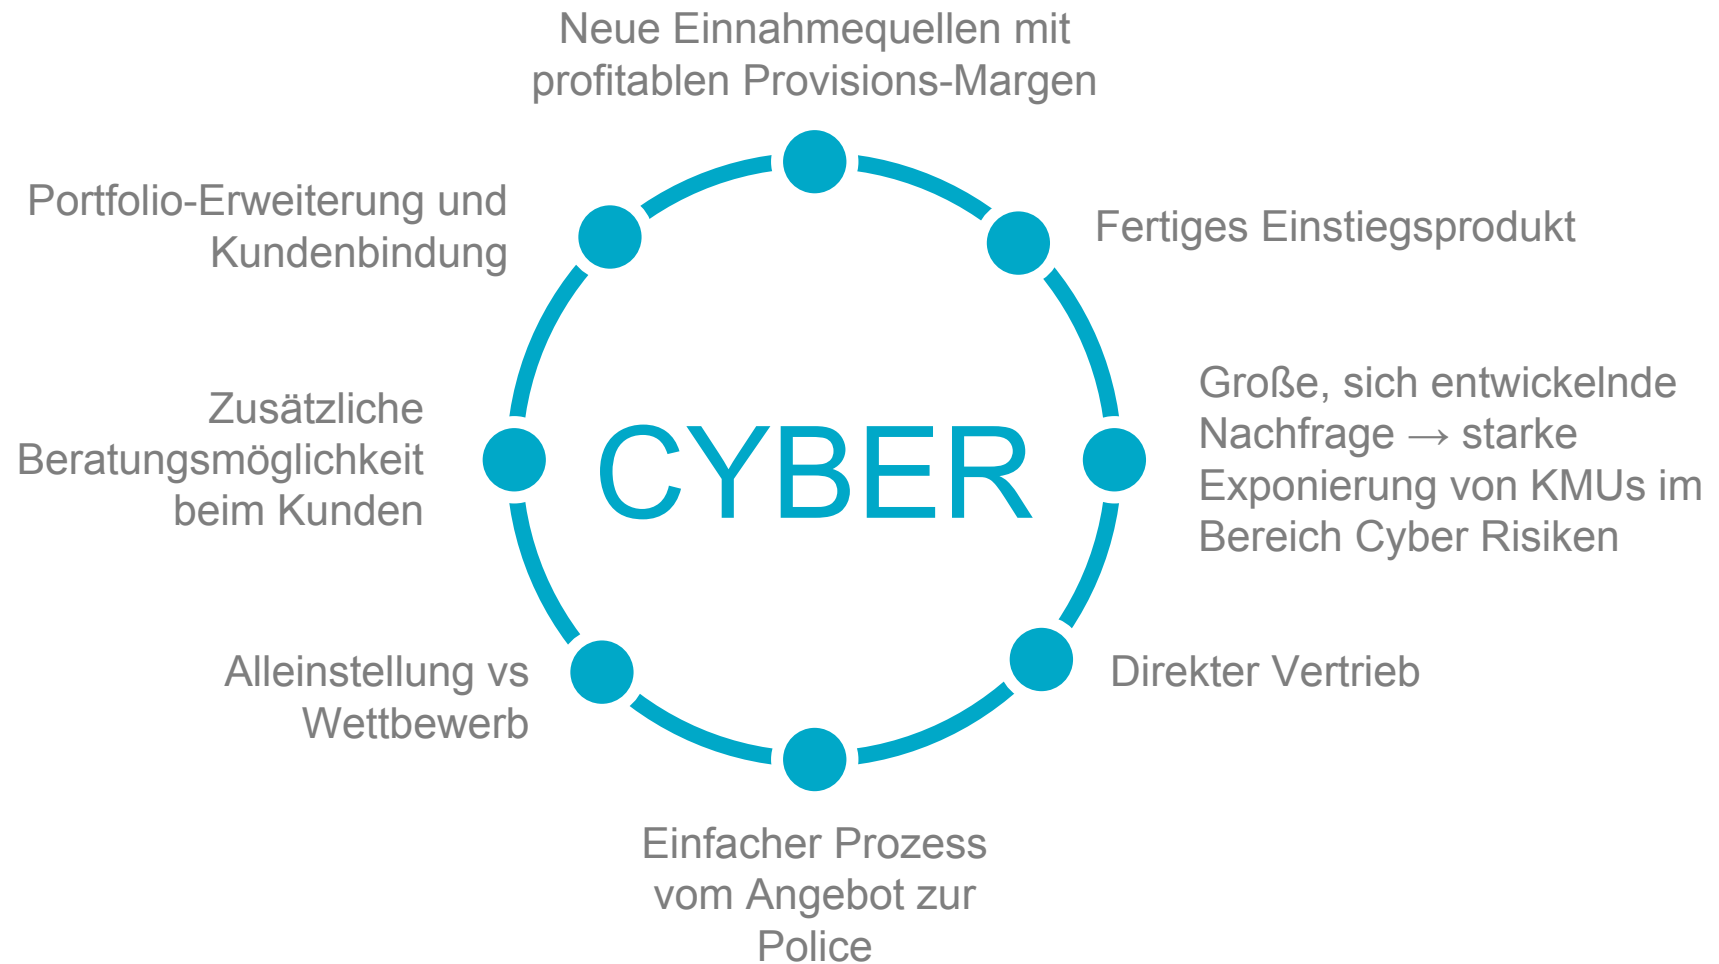 Neue Einnahmequellen mit
profitablen Provisions-Margen
Fertiges Einstiegsprodukt
Große, sich entwickelnde
Nachfrage → starke
Exponierung von KMUs im
Bereich Cyber Risiken
Direkter Vertrieb
Einfacher Prozess
vom Angebot zur
Police
Alleinstellung vs
Wettbewerb
Zusätzliche
Beratungsmöglichkeit
beim Kunden
Portfolio-Erweiterung und
Kundenbindung
CYBER